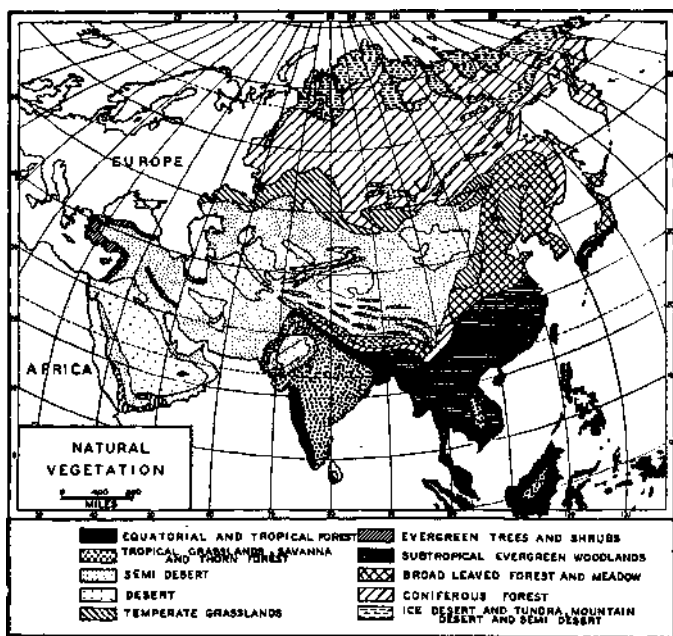 EUROPE
AFRICA
NATURAL
VEGETATION
MILES
EQUATORIAL AND TROPICAL FOREST
TROPICAL GRASSLANDS, SAVANNA
AND THORN FOREST
SEMI DESERT
DESERT
TEMPERATE GRASSLANDS
EVERGREEN TREES AND SHRUBS
SUBTROPICAL EVERGREEN WOODLANDS
BROAD LEAVED FOREST AND MEADOW
CONIFEROUS FOREST
ICE DESERT AND TUNDRA, MOUNTAIN
DESERT AND SEMI DESERT